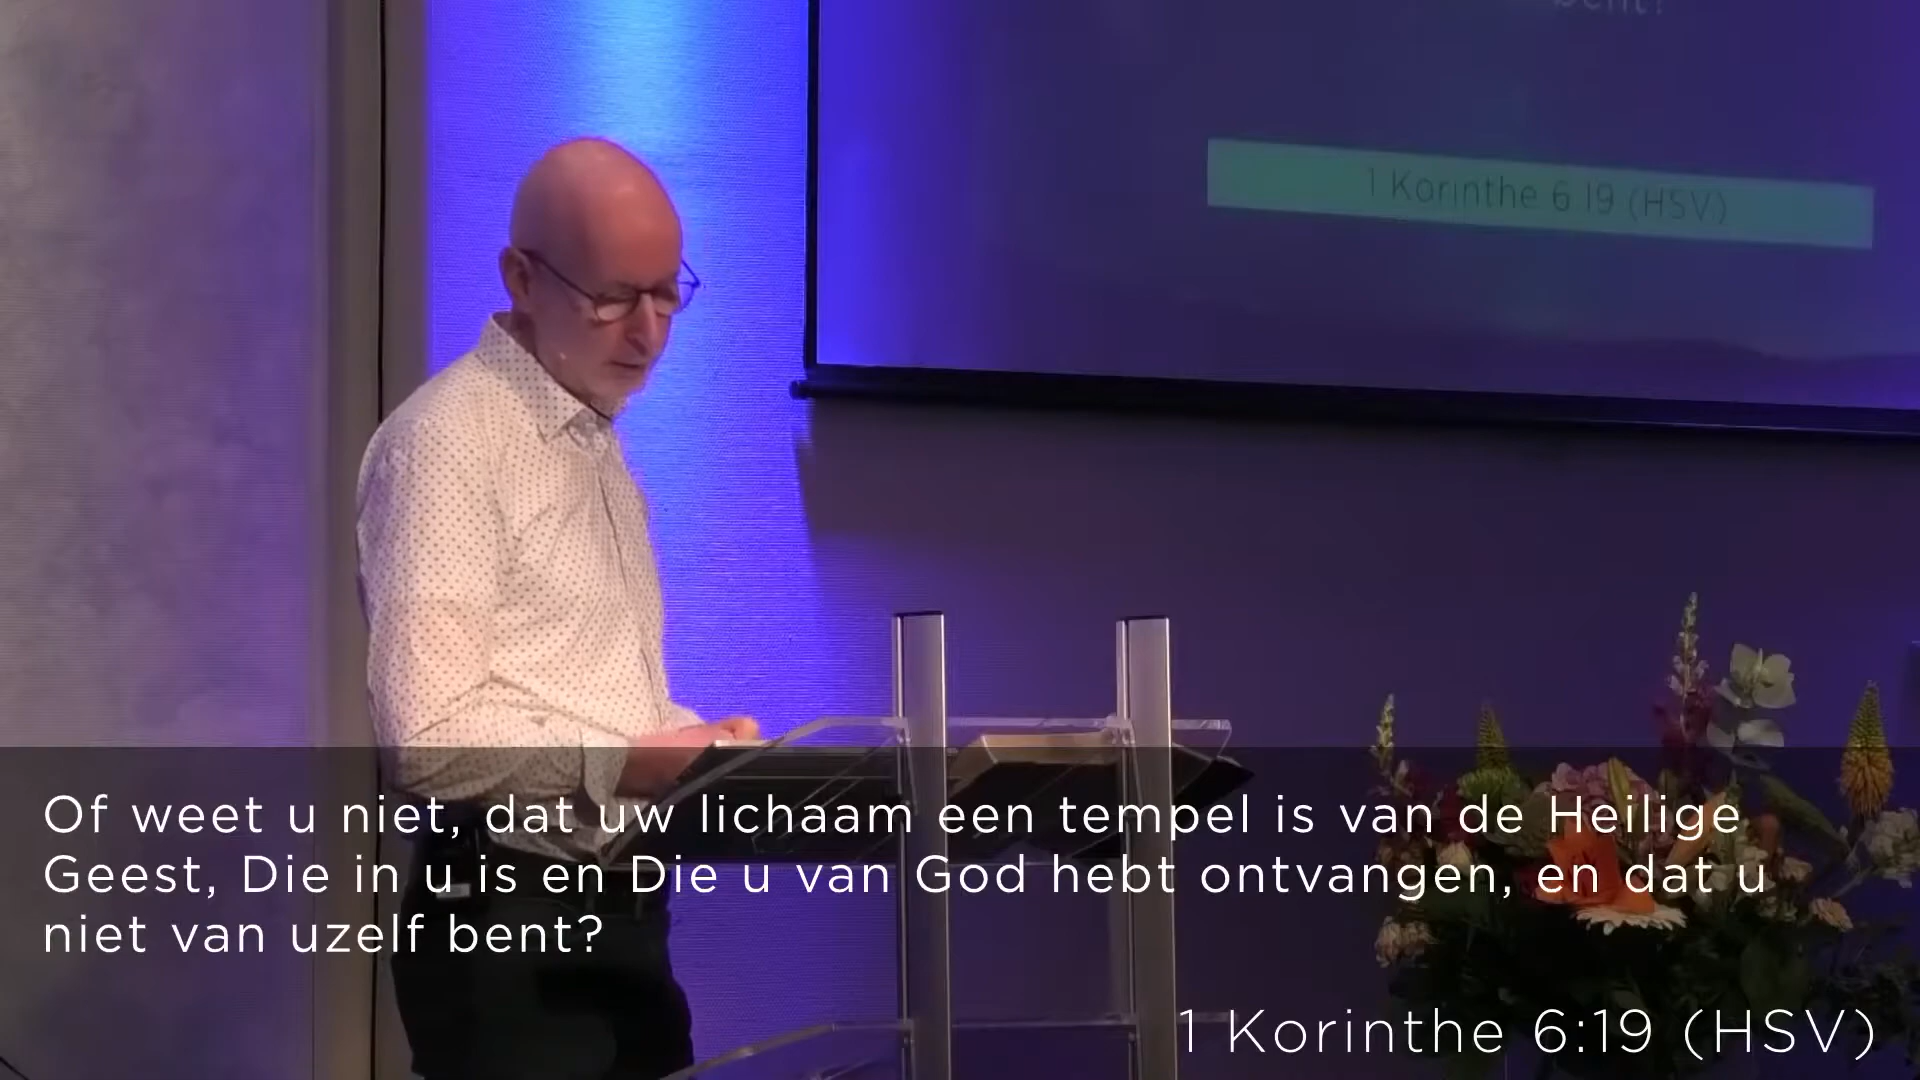 bent?
1 Korinthe 6:19 (HSV)
Of weet u niet, dat uw lichaam een tempel is van de Heilige
Geest, Die in u is en Die u van God hebt ontvangen, en dat u
niet van uzelf bent?
1 Korinthe 6:19 (HSV)